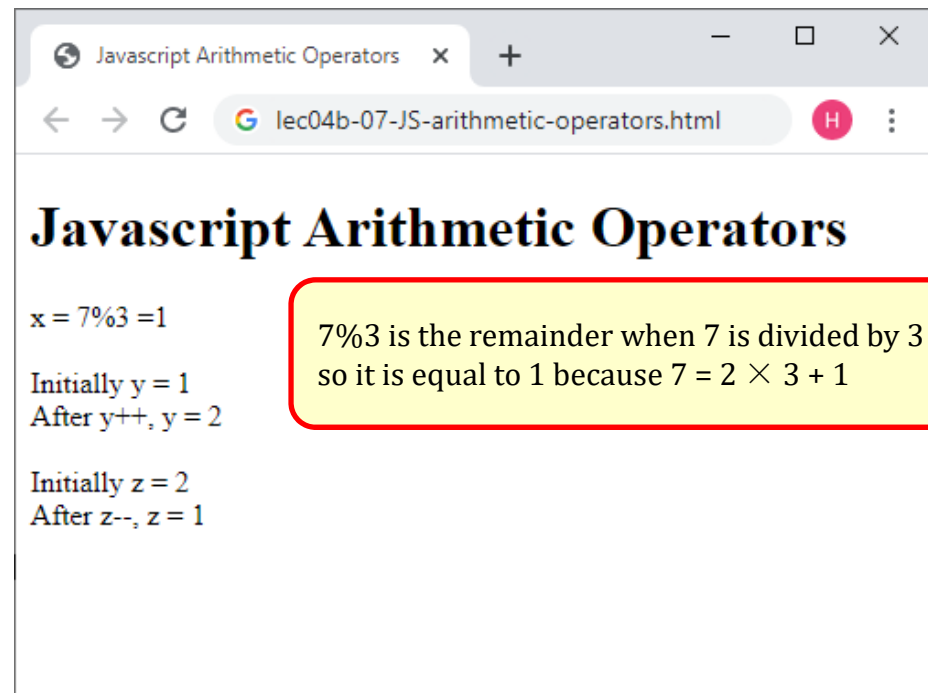 Javascript Arithmetic Operators
lec04b-07-JS-arithmetic-operators.html
H
Javascript Arithmetic Operators
x = 7%3 =1
7%3 is the remainder when 7 is divided by 3
so it is equal to 1 because 7 = 2 × 3 + 1
Initially y = 1
After y++, y = 2
Initially z = 2
After z--, z = 1